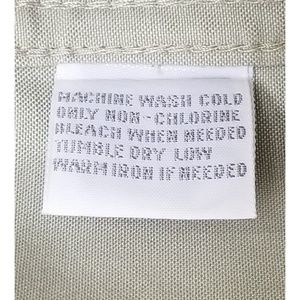 MACHINE WASH COLD
ONLY NON-CHLORINE
BLEACH WHEN NEEDED
TUMBLE DRY LOW
WARM IRON IF NEEDED